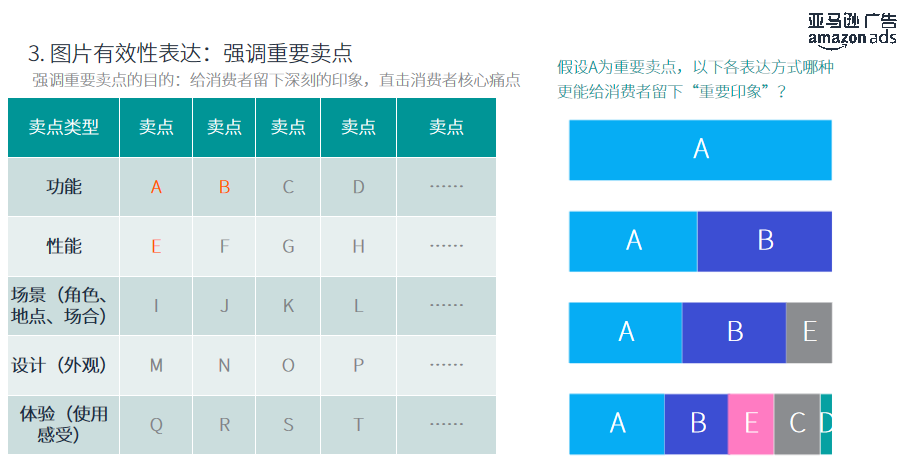 亚马逊广告
amazon ads
3. 图片有效性表达：强调重要卖点
强调重要卖点的目的：给消费者留下深刻的印象，直击消费者核心痛点
卖点类型 卖点 卖点 卖点 卖点 卖点
功能 A B C D ······
性能 E F G H ······
场景（角色、
地点、场合） I J K L ······
设计（外观） M N O P ······
体验（使用
感受） Q R S T ······
假设A为重要卖点，以下各表达方式哪种
更能给消费者留下“重要印象”？
A
A B
A B E
A B E C D